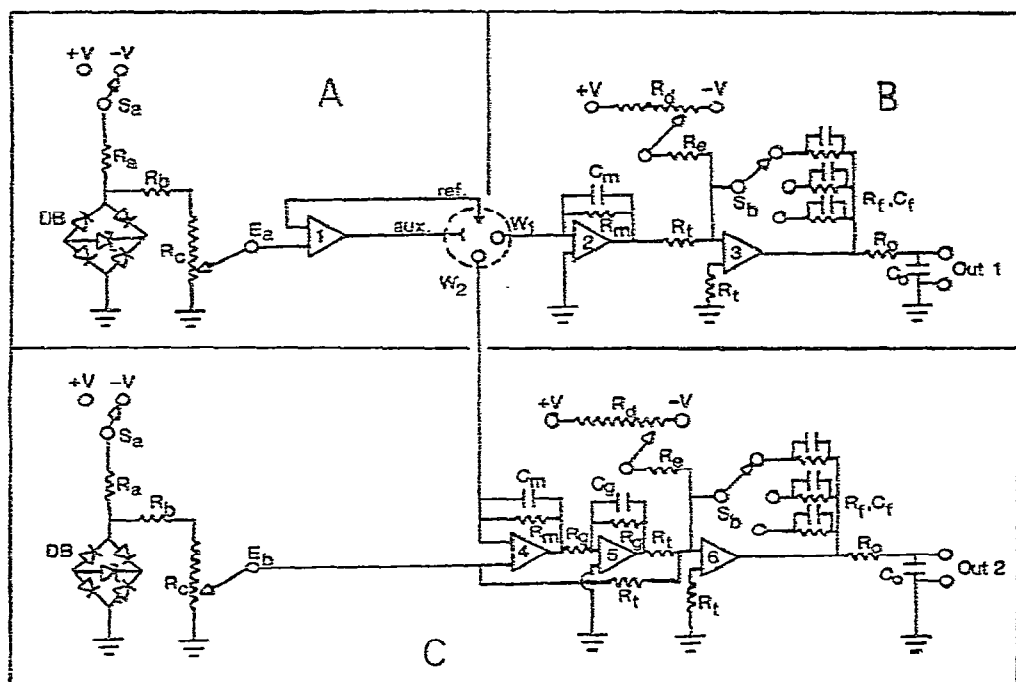 +V -V
A
Sa
Ra
Rb
DB
Rc
Ea
1
ref.
aux.
W1
W2
+V Rd -V
B
Re
Cm
Rm
2
Rt
Sb
3
Rt
Rf,Cf
Ro
Co
Out 1
+V -V
Sa
Ra
Rb
DB
Rc
Eb
C
+V Rd -V
Re
Cm
Rm
4
Rg
Cg
Rg
5
Rt
Rt
Sb
6
Rt
Rf,Cf
Ro
Co
Out 2